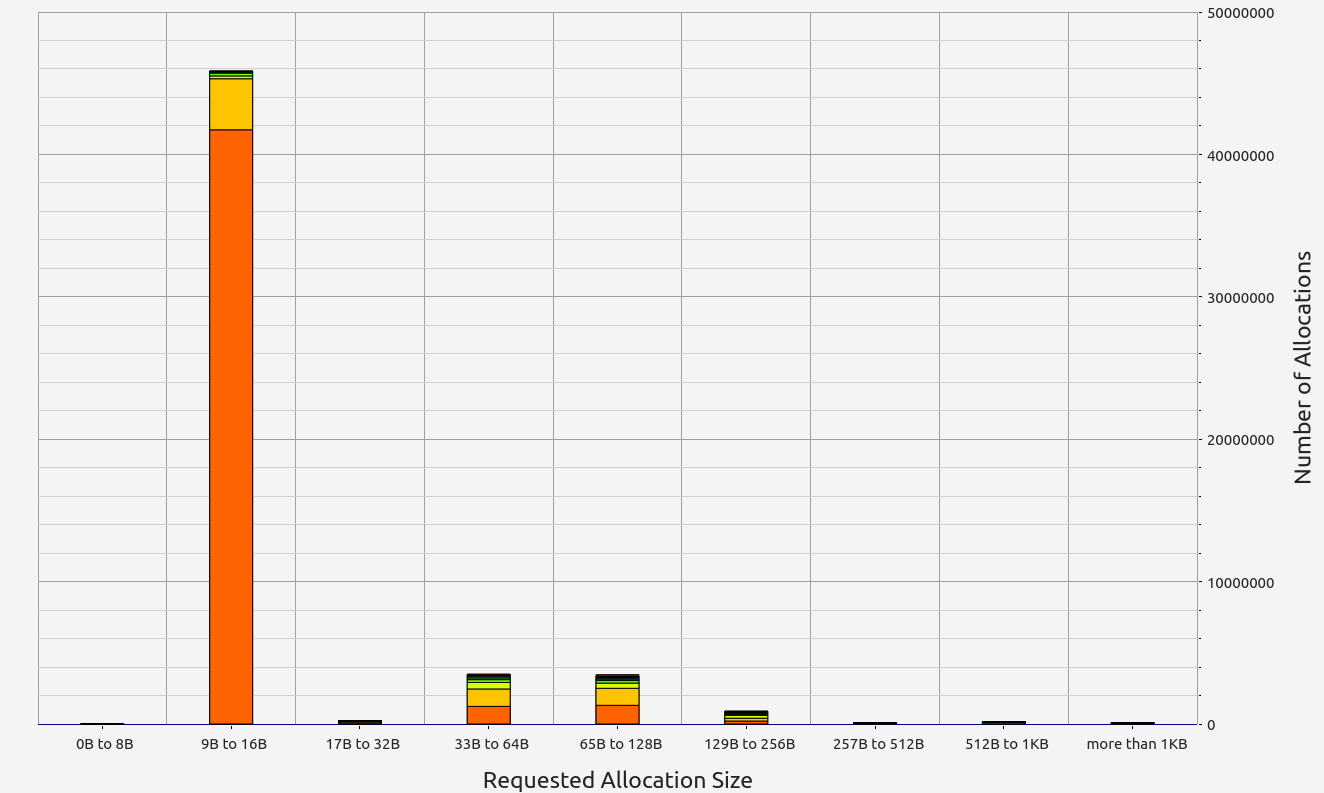 50000000
40000000
30000000
20000000
10000000
0
Number of Allocations
0B to 8B
9B to 16B
17B to 32B
33B to 64B
65B to 128B
129B to 256B
257B to 512B
512B to 1KB
more than 1KB
Requested Allocation Size